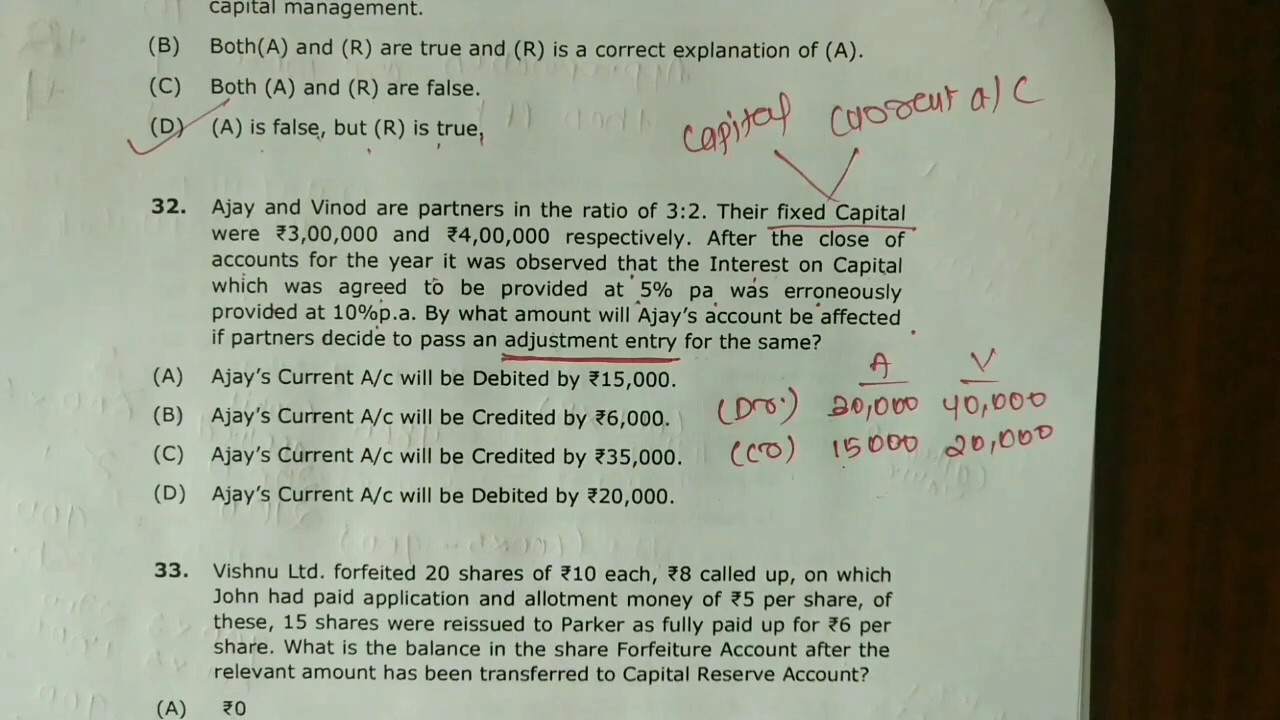 capital management.
(B) Both(A) and (R) are true and (R) is a correct explanation of (A).
(C) Both (A) and (R) are false.
(D) (A) is false, but (R) is true,
Capital Current a/c
32. Ajay and Vinod are partners in the ratio of 3:2. Their fixed Capital
were ₹3,00,000 and ₹4,00,000 respectively. After the close of
accounts for the year it was observed that the Interest on Capital
which was agreed to be provided at 5% pa was erroneously
provided at 10%p.a. By what amount will Ajay's account be affected
if partners decide to pass an adjustment entry for the same?
A V
(A) Ajay's Current A/c will be Debited by ₹15,000.
(Dr.) 30,000 40,000
(B) Ajay's Current A/c will be Credited by ₹6,000.
(Cr) 15000 20,000
(C) Ajay's Current A/c will be Credited by ₹35,000.
(D) Ajay's Current A/c will be Debited by ₹20,000.
33. Vishnu Ltd. forfeited 20 shares of ₹10 each, ₹8 called up, on which
John had paid application and allotment money of ₹5 per share, of
these, 15 shares were reissued to Parker as fully paid up for ₹6 per
share. What is the balance in the share Forfeiture Account after the
relevant amount has been transferred to Capital Reserve Account?
(A) ₹0